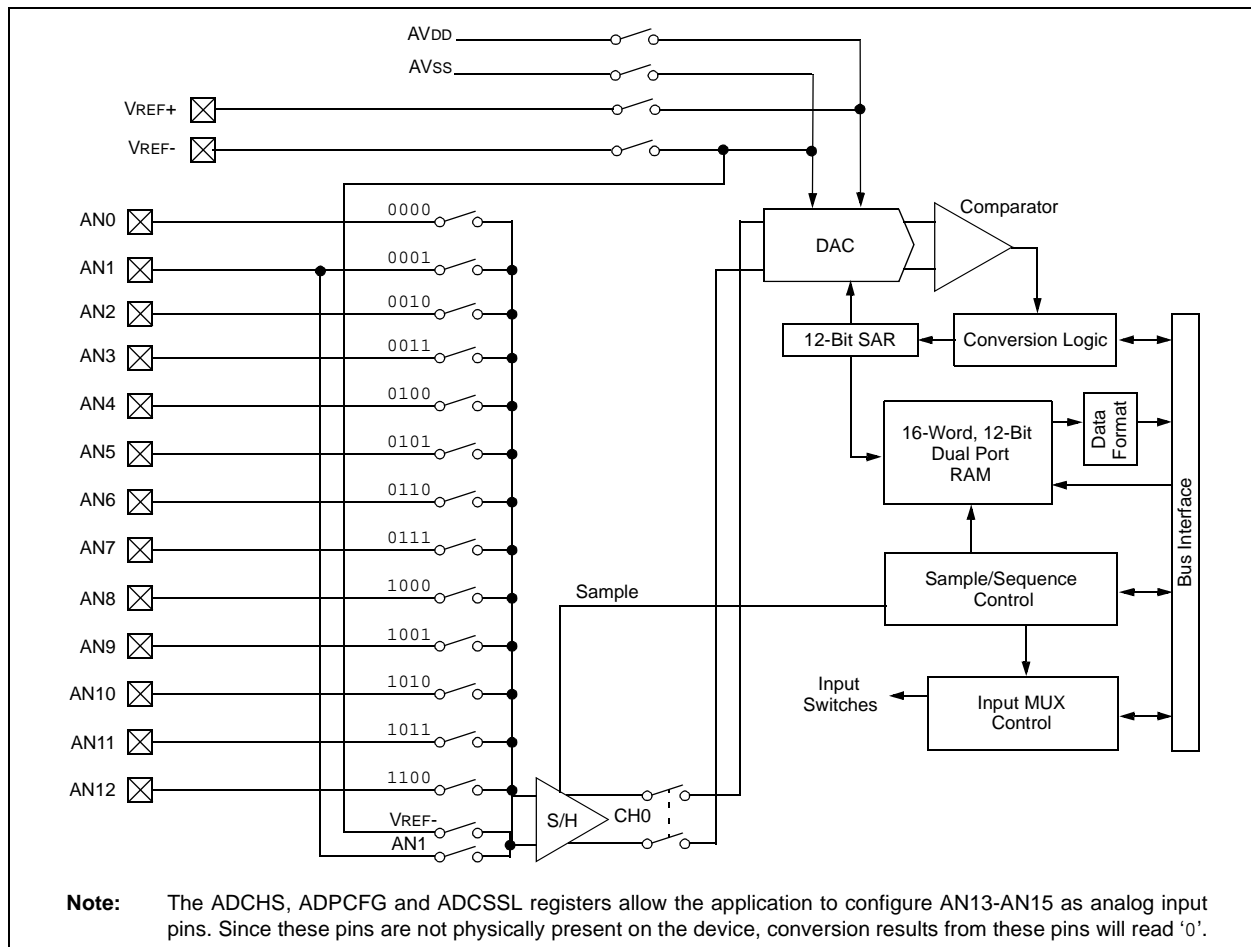 AVDD
AVSS
VREF+
VREF-
AN0
0000
AN1
0001
AN2
0010
AN3
0011
AN4
0100
AN5
0101
AN6
0110
AN7
0111
AN8
1000
AN9
1001
AN10
1010
AN11
1011
AN12
1100
VREF-
AN1
S/H
CH0
Sample
DAC
Comparator
12-Bit SAR
Conversion Logic
16-Word, 12-Bit
Dual Port
RAM
Data
Format
Bus Interface
Sample/Sequence
Control
Input
Switches
Input MUX
Control
Note: The ADCHS, ADPCFG and ADCSSL registers allow the application to configure AN13-AN15 as analog input
pins. Since these pins are not physically present on the device, conversion results from these pins will read ‘0’.